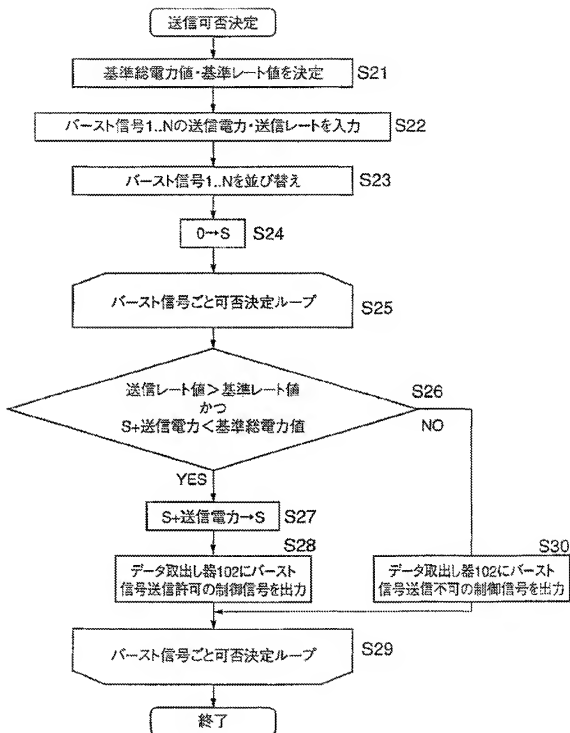 送信可否決定
基準総電力値・基準レート値を決定
S21
バースト信号1..Nの送信電力・送信レートを入力
S22
バースト信号1..Nを並び替え
S23
0→S
S24
バースト信号ごと可否決定ループ
S25
送信レート値＞基準レート値
かつ
S+送信電力＜基準総電力値
S26
NO
YES
S+送信電力→S
S27
S28
データ取出し器102にバースト
信号送信許可の制御信号を出力
S30
データ取出し器102にバースト
信号送信不可の制御信号を出力
バースト信号ごと可否決定ループ
S29
終了